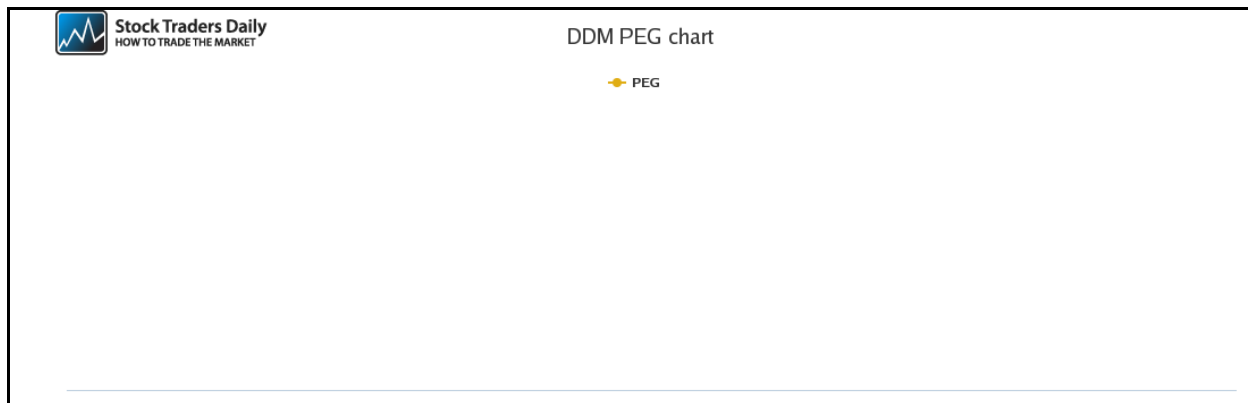 Stock Traders Daily
HOW TO TRADE THE MARKET
DDM PEG chart
PEG